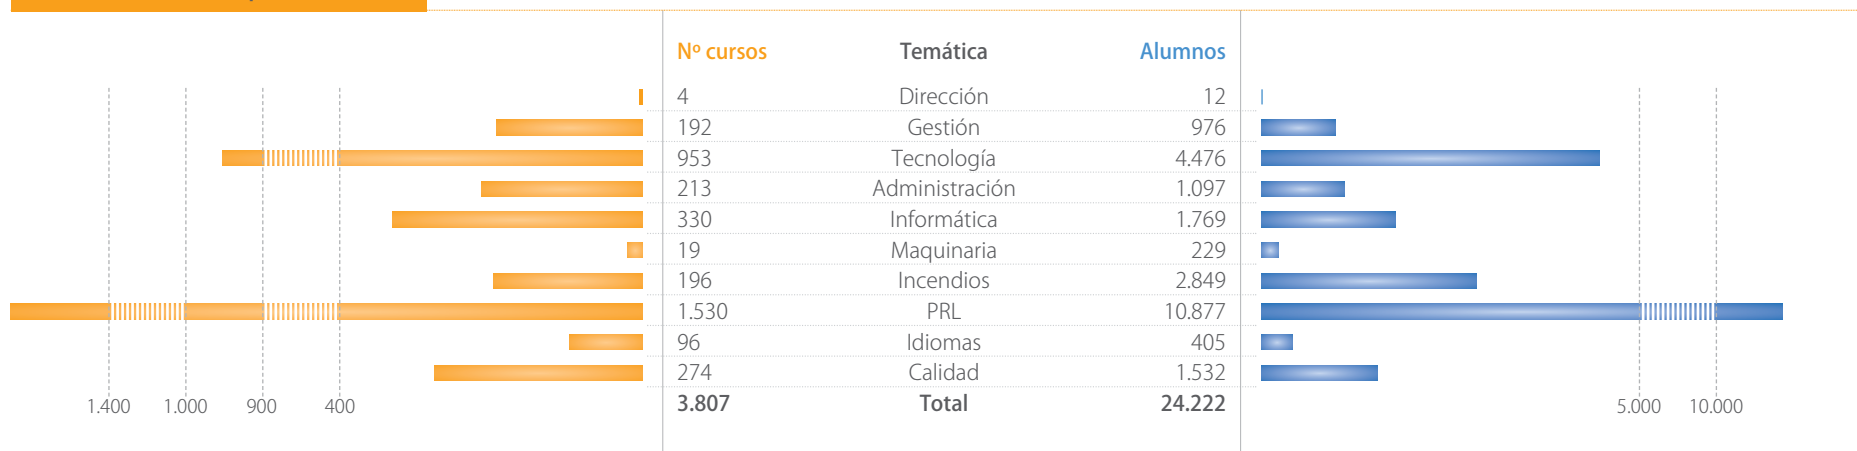 Nº cursos Temática Alumnos
4 Dirección 12
192 Gestión 976
953 Tecnología 4.476
213 Administración 1.097
330 Informática 1.769
19 Maquinaria 229
196 Incendios 2.849
1.530 PRL 10.877
96 Idiomas 405
274 Calidad 1.532
3.807 Total 24.222
1.400 1.000 900 400 5.000 10.000